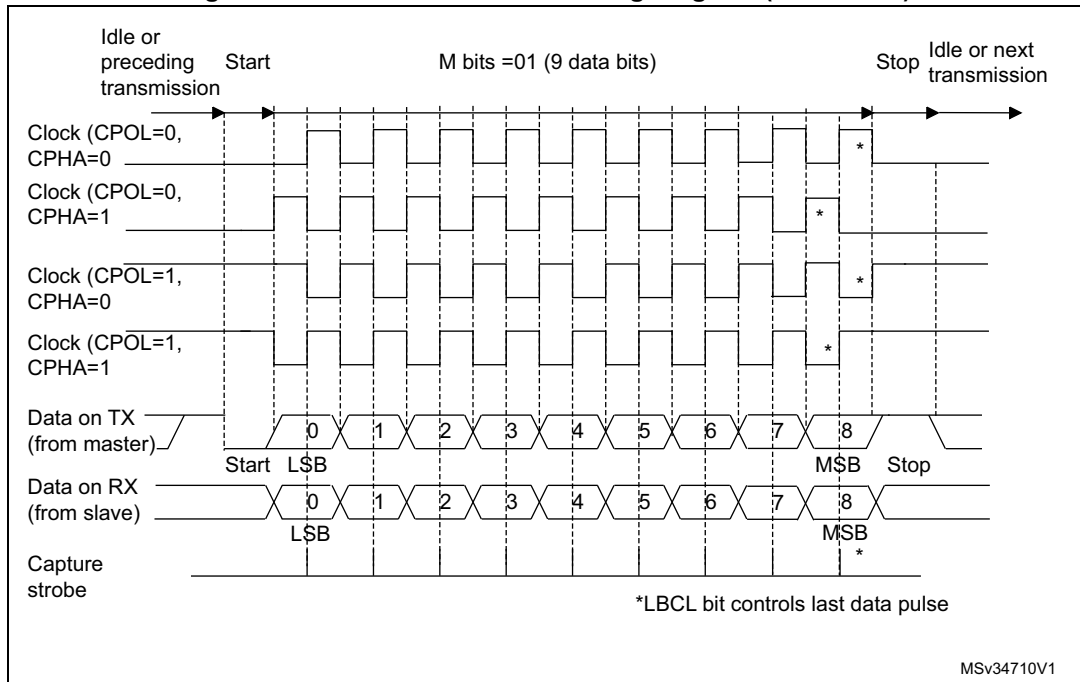 Idle or
preceding
transmission
Start
M bits =01 (9 data bits)
Stop
Idle or next
transmission
Clock (CPOL=0,
CPHA=0
*
Clock (CPOL=0,
CPHA=1
*
Clock (CPOL=1,
CPHA=0
*
Clock (CPOL=1,
CPHA=1
*
Data on TX
(from master)
0 1 2 3 4 5 6 7 8
Start LSB MSB Stop
Data on RX
(from slave)
0 1 2 3 4 5 6 7 8
LSB MSB
*
Capture
strobe
*LBCL bit controls last data pulse
MSv34710V1